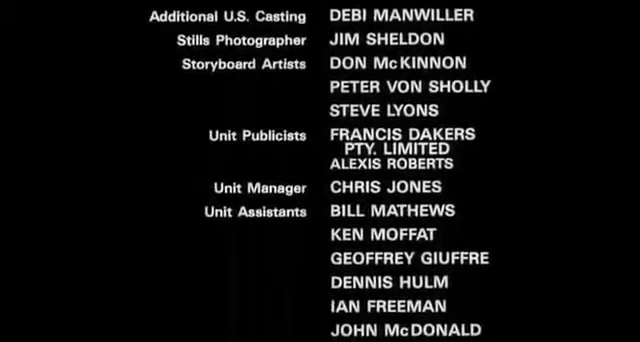 Additional U.S. Casting DEBI MANWILLER
Stills Photographer JIM SHELDON
Storyboard Artists DON McKINNON
PETER VON SHOLLY
STEVE LYONS
Unit Publicists FRANCIS DAKERS
PTY. LIMITED
ALEXIS ROBERTS
Unit Manager CHRIS JONES
Unit Assistants BILL MATHEWS
KEN MOFFAT
GEOFFREY GIUFFRE
DENNIS HULM
IAN FREEMAN
JOHN McDONALD